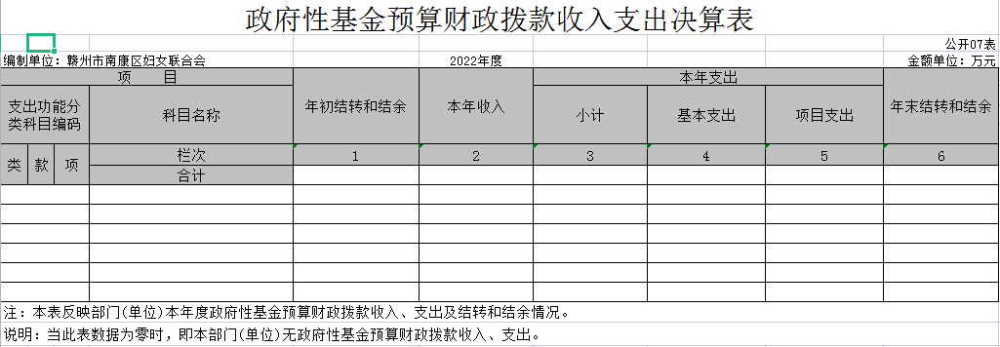 政府性基金预算财政拨款收入支出决算表
公开07表
编制单位：赣州市南康区妇女联合会 2022年度 金额单位：万元
项 目 年初结转和结余 本年收入 本年支出 年末结转和结余
支出功能分类科目编码 科目名称 小计 基本支出 项目支出
类 款 项 栏次 1 2 3 4 5 6
合计
注：本表反映部门(单位)本年度政府性基金预算财政拨款收入、支出及结转和结余情况。
说明：当此表数据为零时，即本部门(单位)无政府性基金预算财政拨款收入、支出。